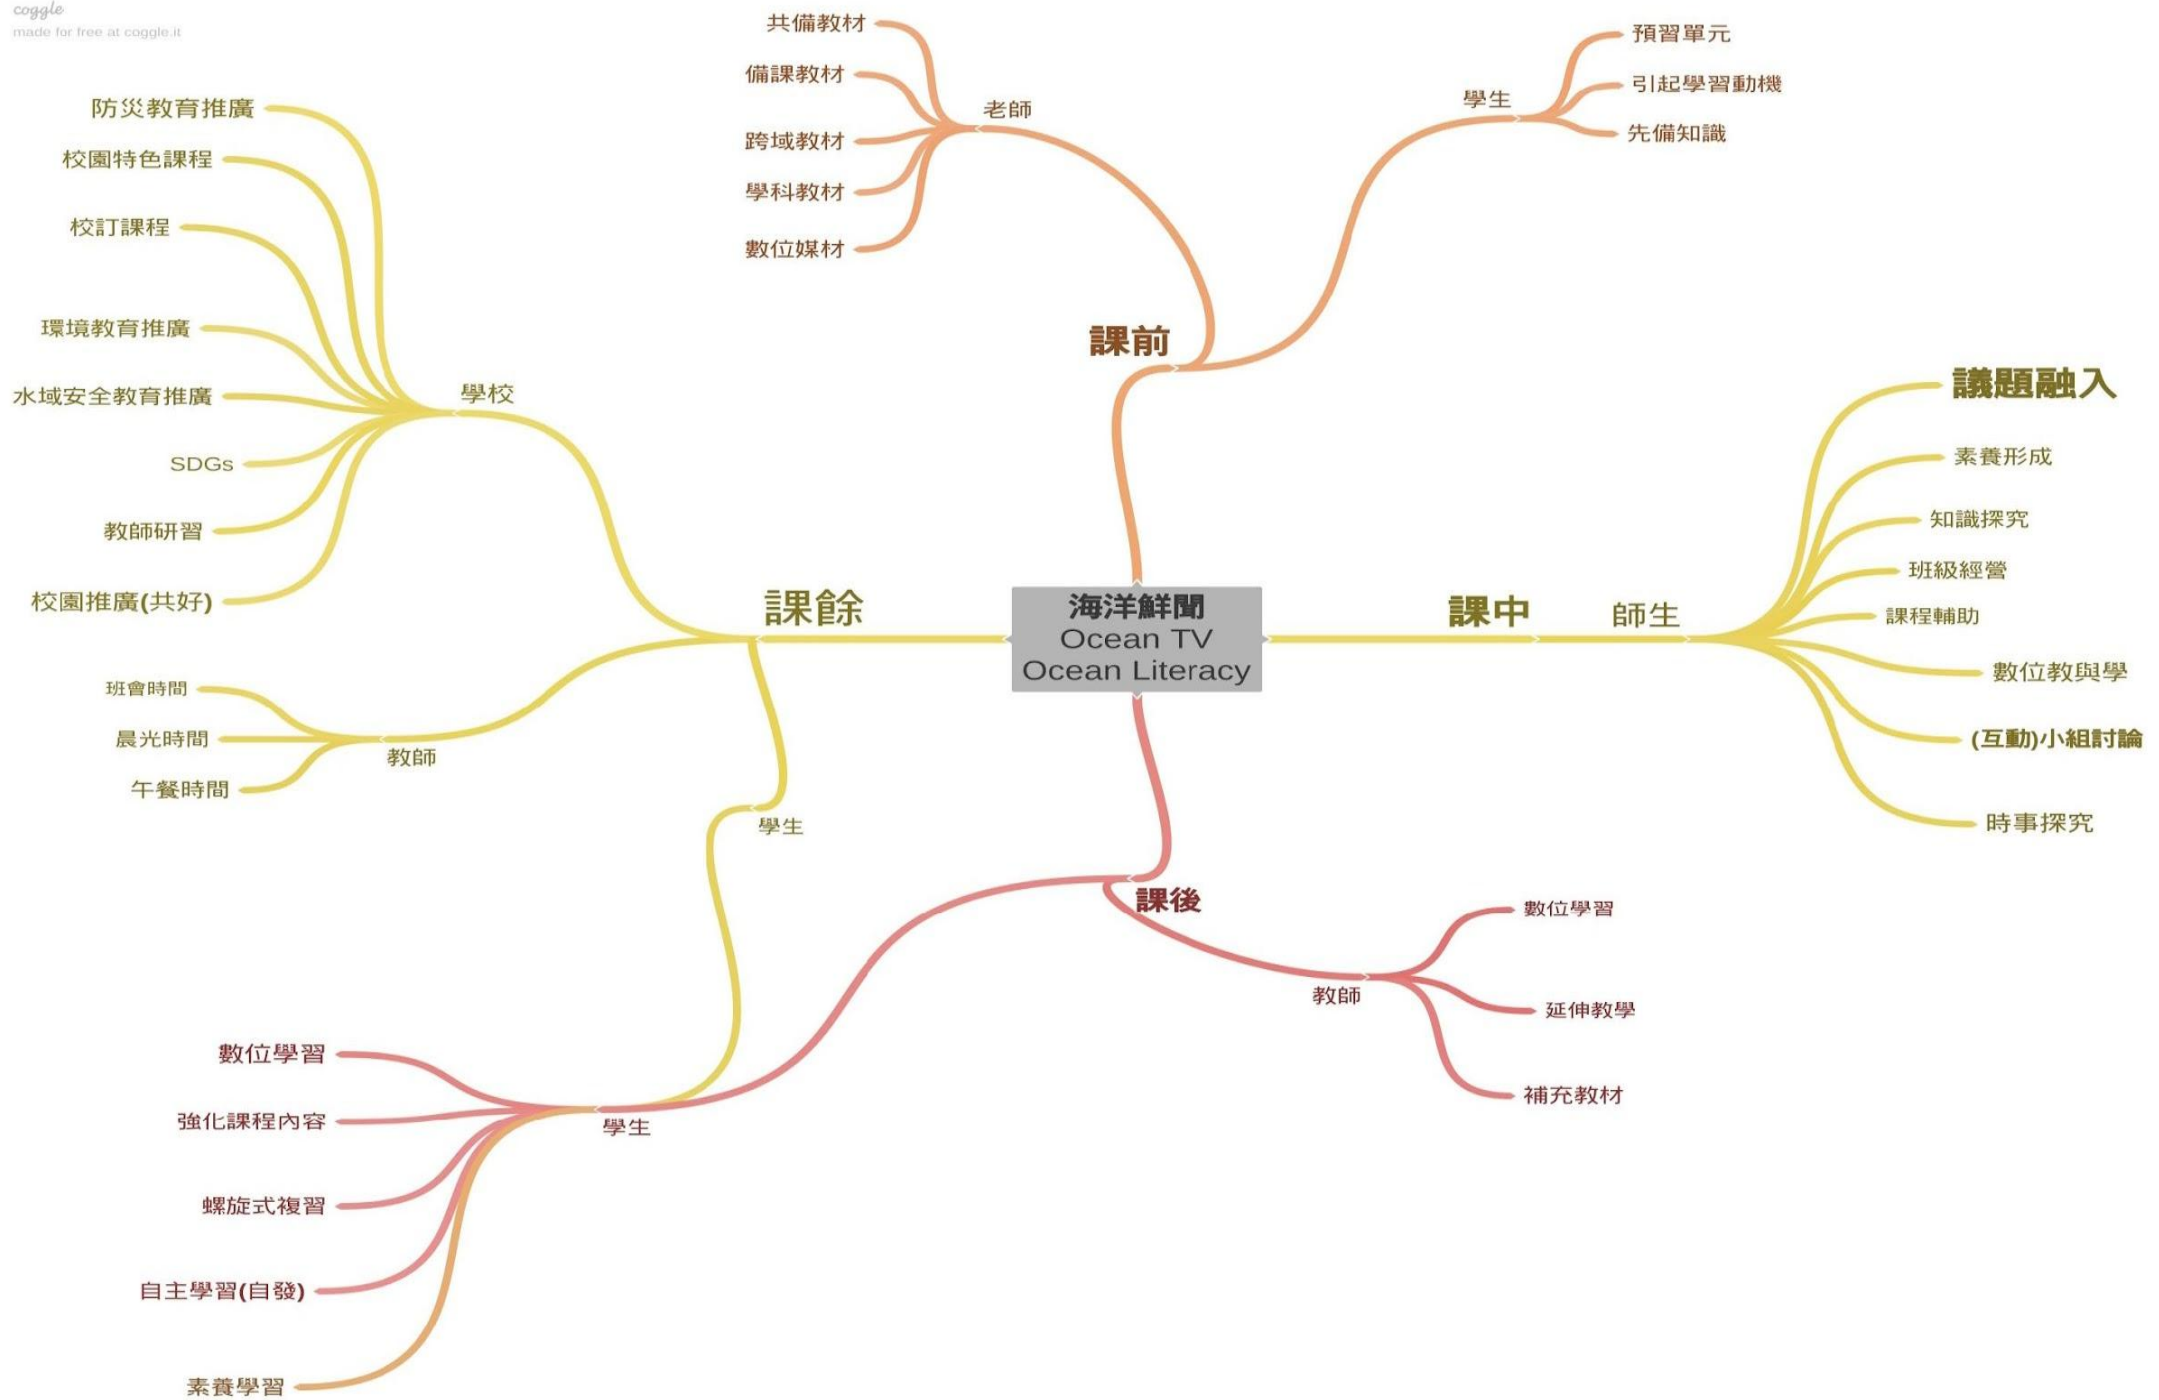 coggle
made for free at coggle.it
海洋鮮聞
Ocean TV
Ocean Literacy
課前
老師
共備教材
備課教材
跨域教材
學科教材
數位媒材
學生
預習單元
引起學習動機
先備知識
課中
師生
議題融入
素養形成
知識探究
班級經營
課程輔助
數位教與學
(互動)小組討論
時事探究
課後
教師
數位學習
延伸教學
補充教材
學生
數位學習
強化課程內容
螺旋式複習
自主學習(自發)
素養學習
課餘
學校
防災教育推廣
校園特色課程
校訂課程
環境教育推廣
水域安全教育推廣
SDGs
教師研習
校園推廣(共好)
教師
班會時間
晨光時間
午餐時間
學生